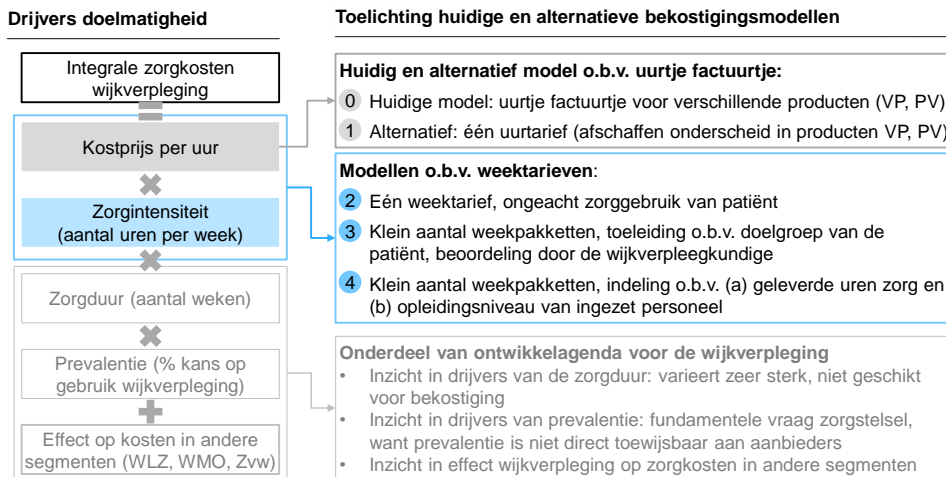 Drijvers doelmatigheid
Integrale zorgkosten
wijkverpleging
Kostprijs per uur
Zorgintensiteit
(aantal uren per week)
Zorgduur (aantal weken)
Prevalentie (% kans op
gebruik wijkverpleging)
Effect op kosten in andere
segmenten (WLZ, WMO, Zvw)
Toelichting huidige en alternatieve bekostigingsmodellen
Huidig en alternatief model o.b.v. uurtje factuurtje:
0 Huidige model: uurtje factuurtje voor verschillende producten (VP, PV)
1 Alternatief: één uurtarief (afschaffen onderscheid in producten VP, PV)
Modellen o.b.v. weektarieven:
2 Eén weektarief, ongeacht zorggebruik van patiënt
3 Klein aantal weekpakketten, toeleiding o.b.v. doelgroep van de
patiënt, beoordeling door de wijkverpleegkundige
4 Klein aantal weekpakketten, indeling o.b.v. (a) geleverde uren zorg en
(b) opleidingsniveau van ingezet personeel
Onderdeel van ontwikkelagenda voor de wijkverpleging
• Inzicht in drijvers van de zorgduur: varieert zeer sterk, niet geschikt
voor bekostiging
• Inzicht in drijvers van prevalentie: fundamentele vraag zorgstelsel,
want prevalentie is niet direct toewijsbaar aan aanbieders
• Inzicht in effect wijkverpleging op zorgkosten in andere segmenten